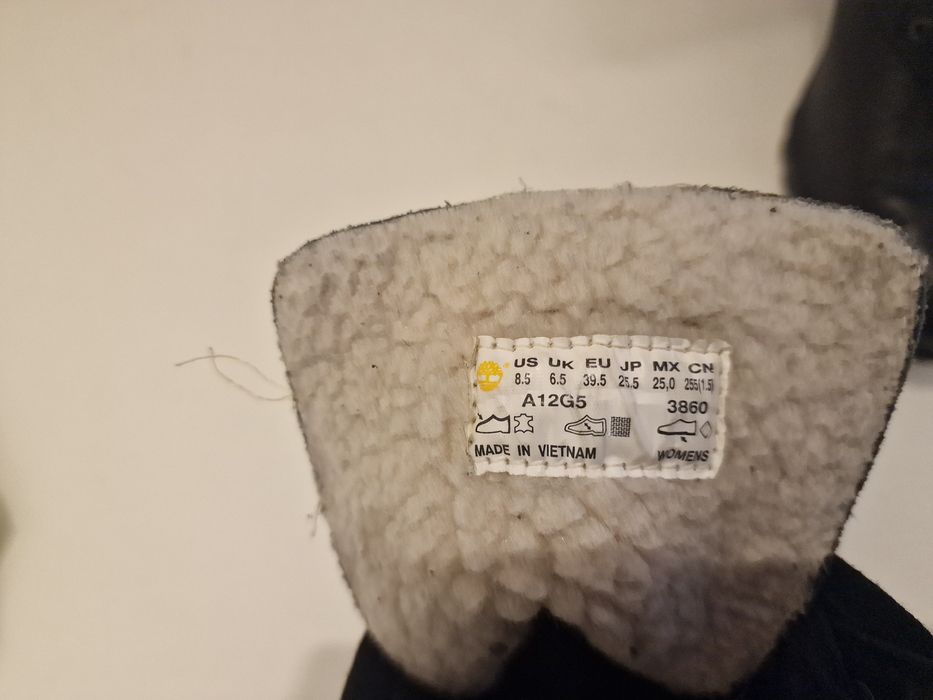 US UK EU JP MX CN
8.5 6.5 39.5 25.5 25,0 255(1.5)
A12G5 3860
MADE IN VIETNAM WOMENS